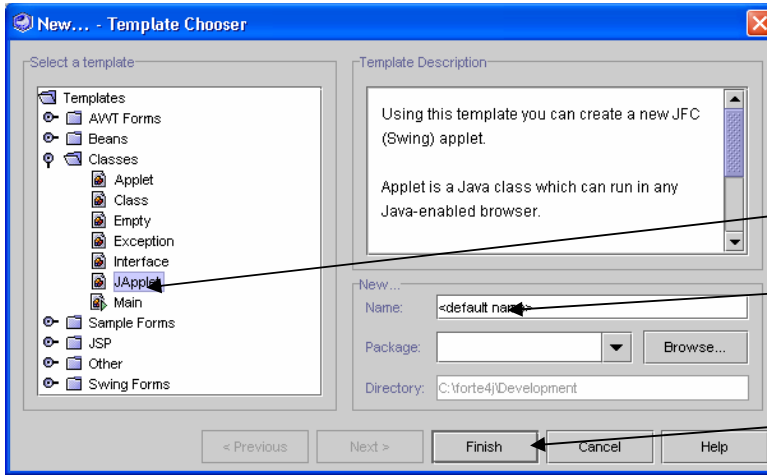 New... - Template Chooser
Select a template
Templates
AWT Forms
Beans
Classes
Applet
Class
Empty
Exception
Interface
JApplet
Main
Sample Forms
JSP
Other
Swing Forms
Template Description
Using this template you can create a new JFC
(Swing) applet.
Applet is a Java class which can run in any
Java-enabled browser.
New...
Name: <default name>
Package: Browse...
Directory: C:\forte4j\Development
< Previous Next > Finish Cancel Help